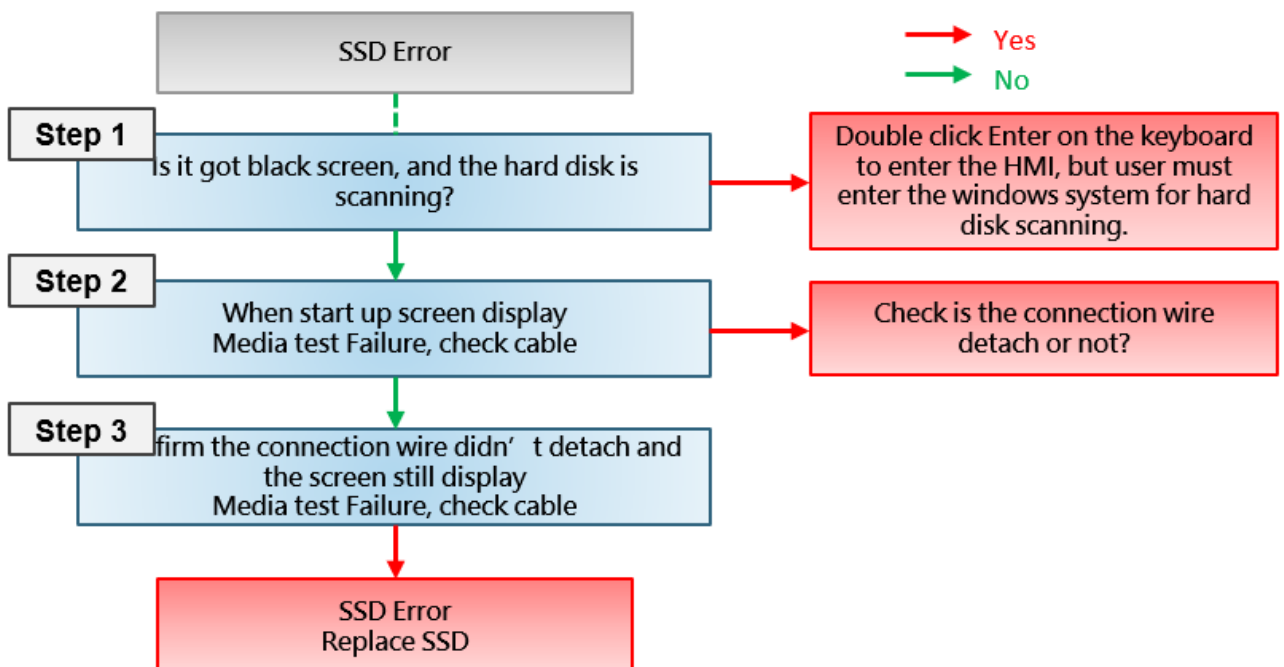 SSD Error
Yes
No
Step 1
Is it got black screen, and the hard disk is
scanning?
Double click Enter on the keyboard
to enter the HMI, but user must
enter the windows system for hard
disk scanning.
Step 2
When start up screen display
Media test Failure, check cable
Check is the connection wire
detach or not?
Step 3
firm the connection wire didn’ t detach and
the screen still display
Media test Failure, check cable
SSD Error
Replace SSD